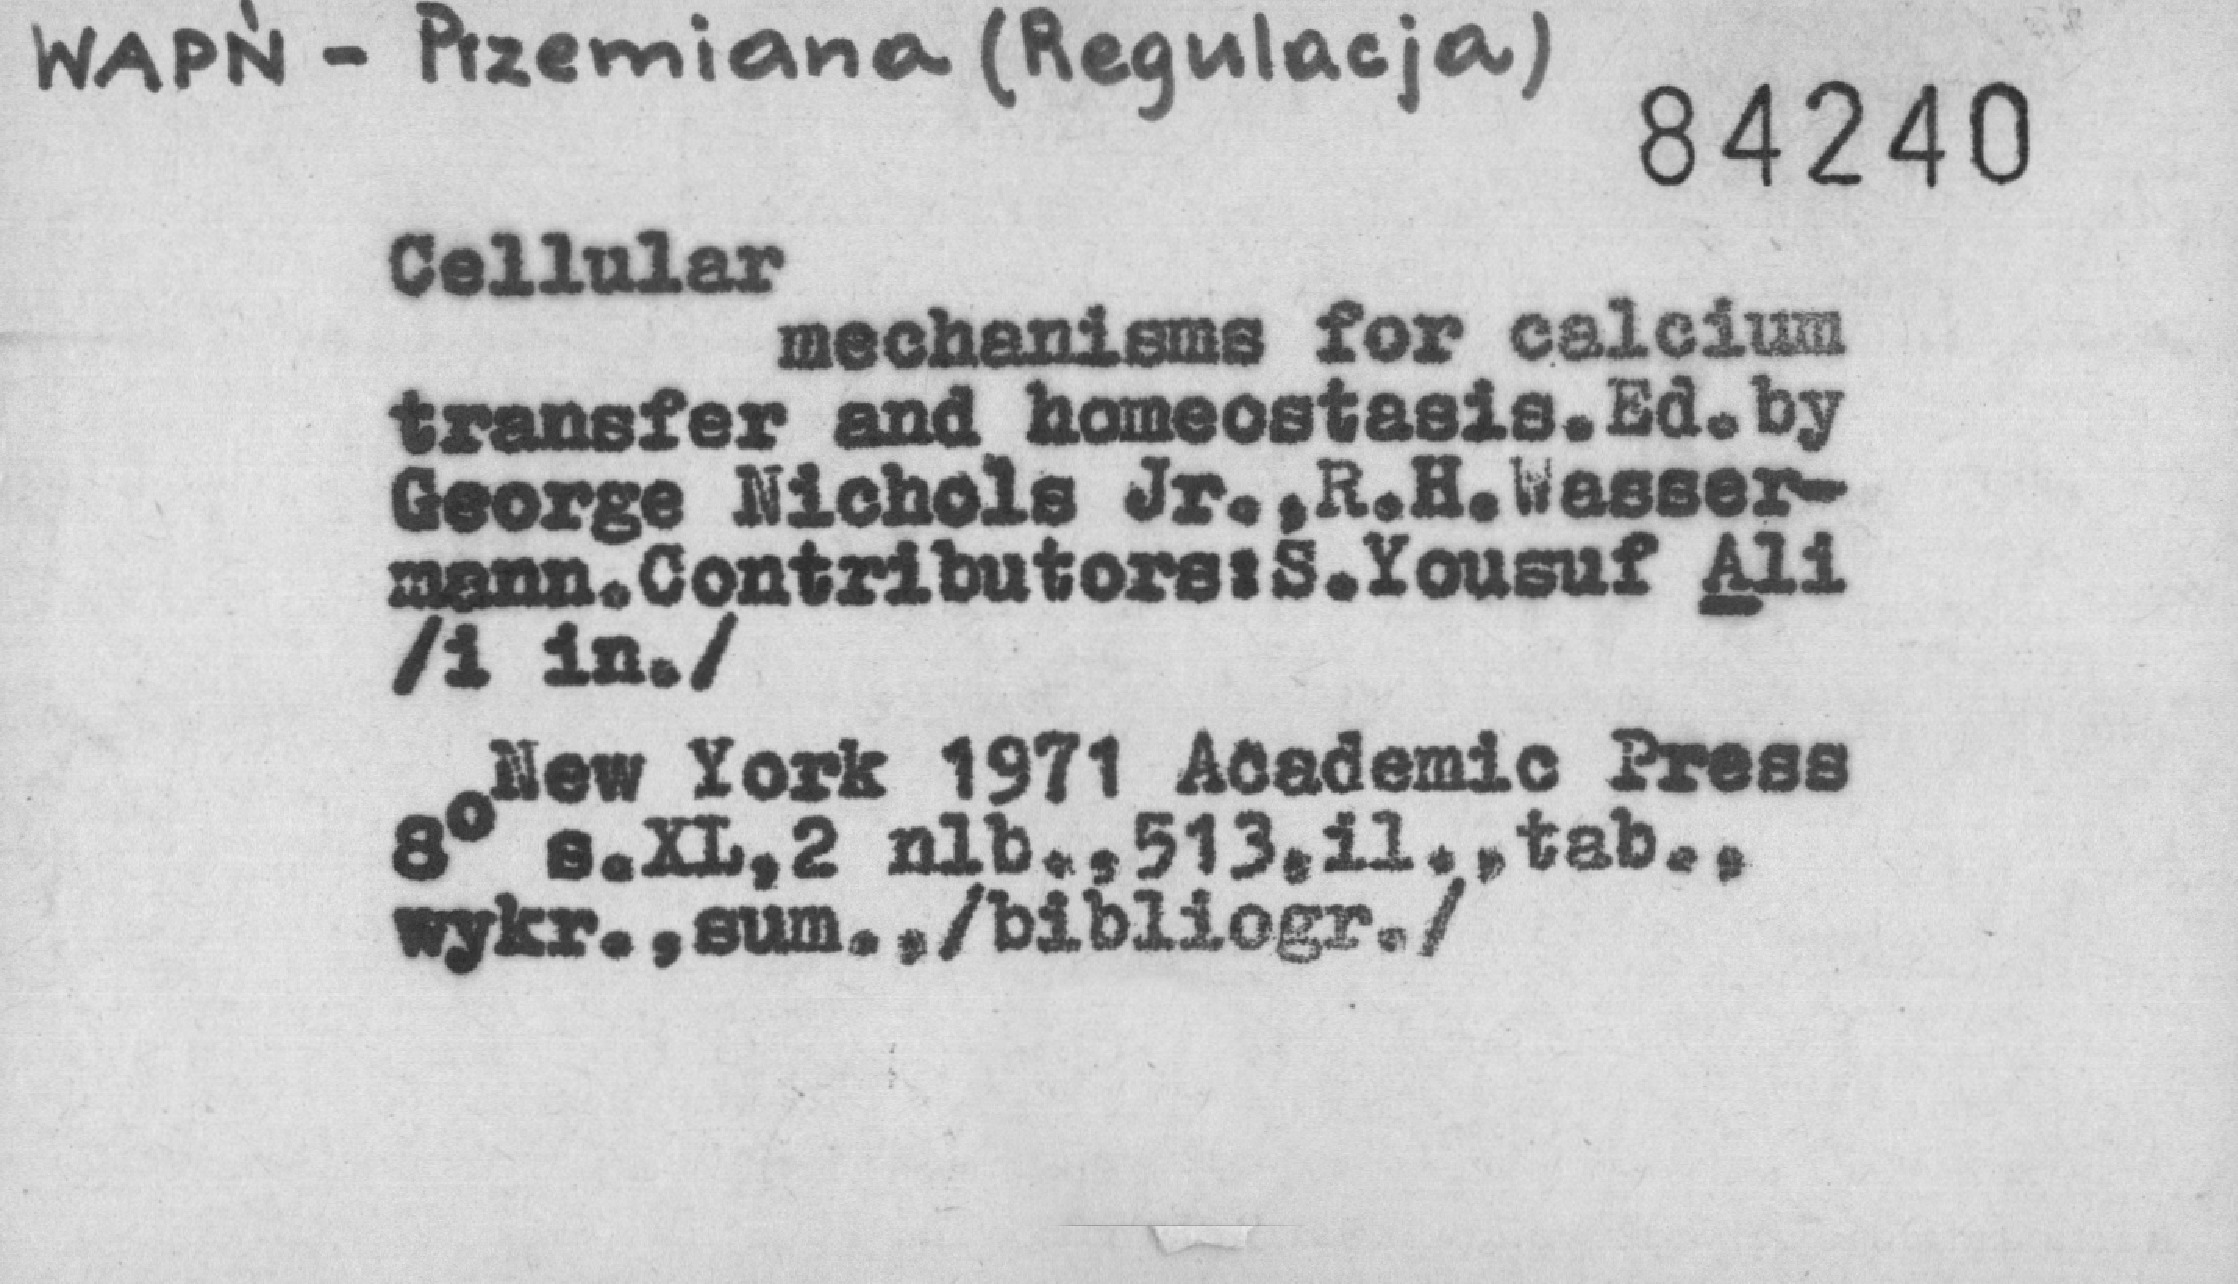 WAPŃ - Przemiana (Regulacja)
84240
Cellular
mechanisms for calcium
transfer and homeostasis.Ed.by
George Nichols Jr.,R.H.Wasser-
mann.Contributors:S.Yousuf Ali
/i in./
New York 1971 Academic Press
8° s.XL,2 nlb.,513,il.,tab.,
wykr.,sum.,/bibliogr./